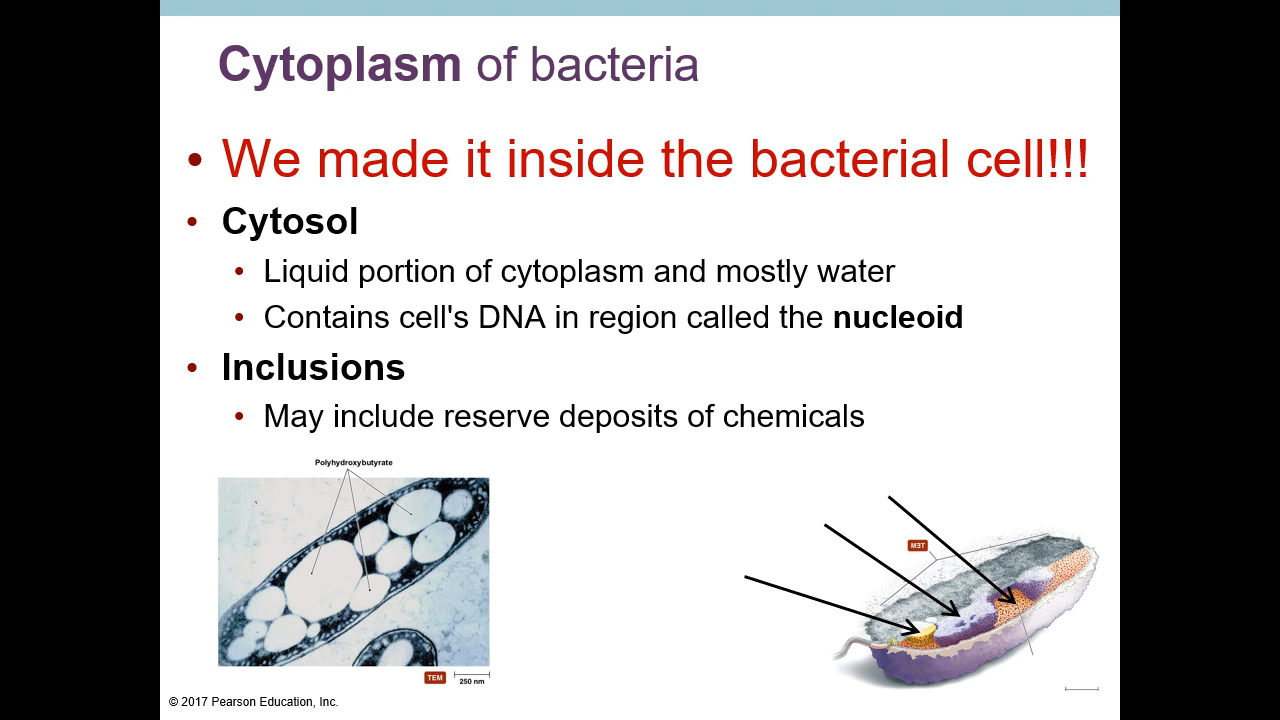 Cytoplasm of bacteria
• We made it inside the bacterial cell!!!
• Cytosol
• Liquid portion of cytoplasm and mostly water
• Contains cell's DNA in region called the nucleoid
• Inclusions
• May include reserve deposits of chemicals
Polyhydroxybutyrate
MƎT
TEM
250 nm
© 2017 Pearson Education, Inc.